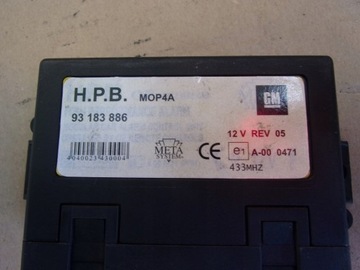 H.P.B. MOP4A
GM
93 183 886
12 V REV 05
META SYSTEM
CE e1 A-00 0471
433MHZ